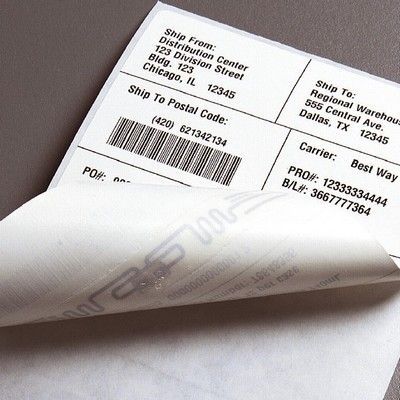 Ship From:
Distribution Center
123 Division Street
Bldg. 123
Chicago, IL 12345
Ship To:
Regional Warehou
555 Central Ave.
Dallas, TX 12345
Ship To Postal Code:
(420) 621342134
Carrier: Best Way
PRO#: 12333334444
B/L#: 3667777364
PO#: